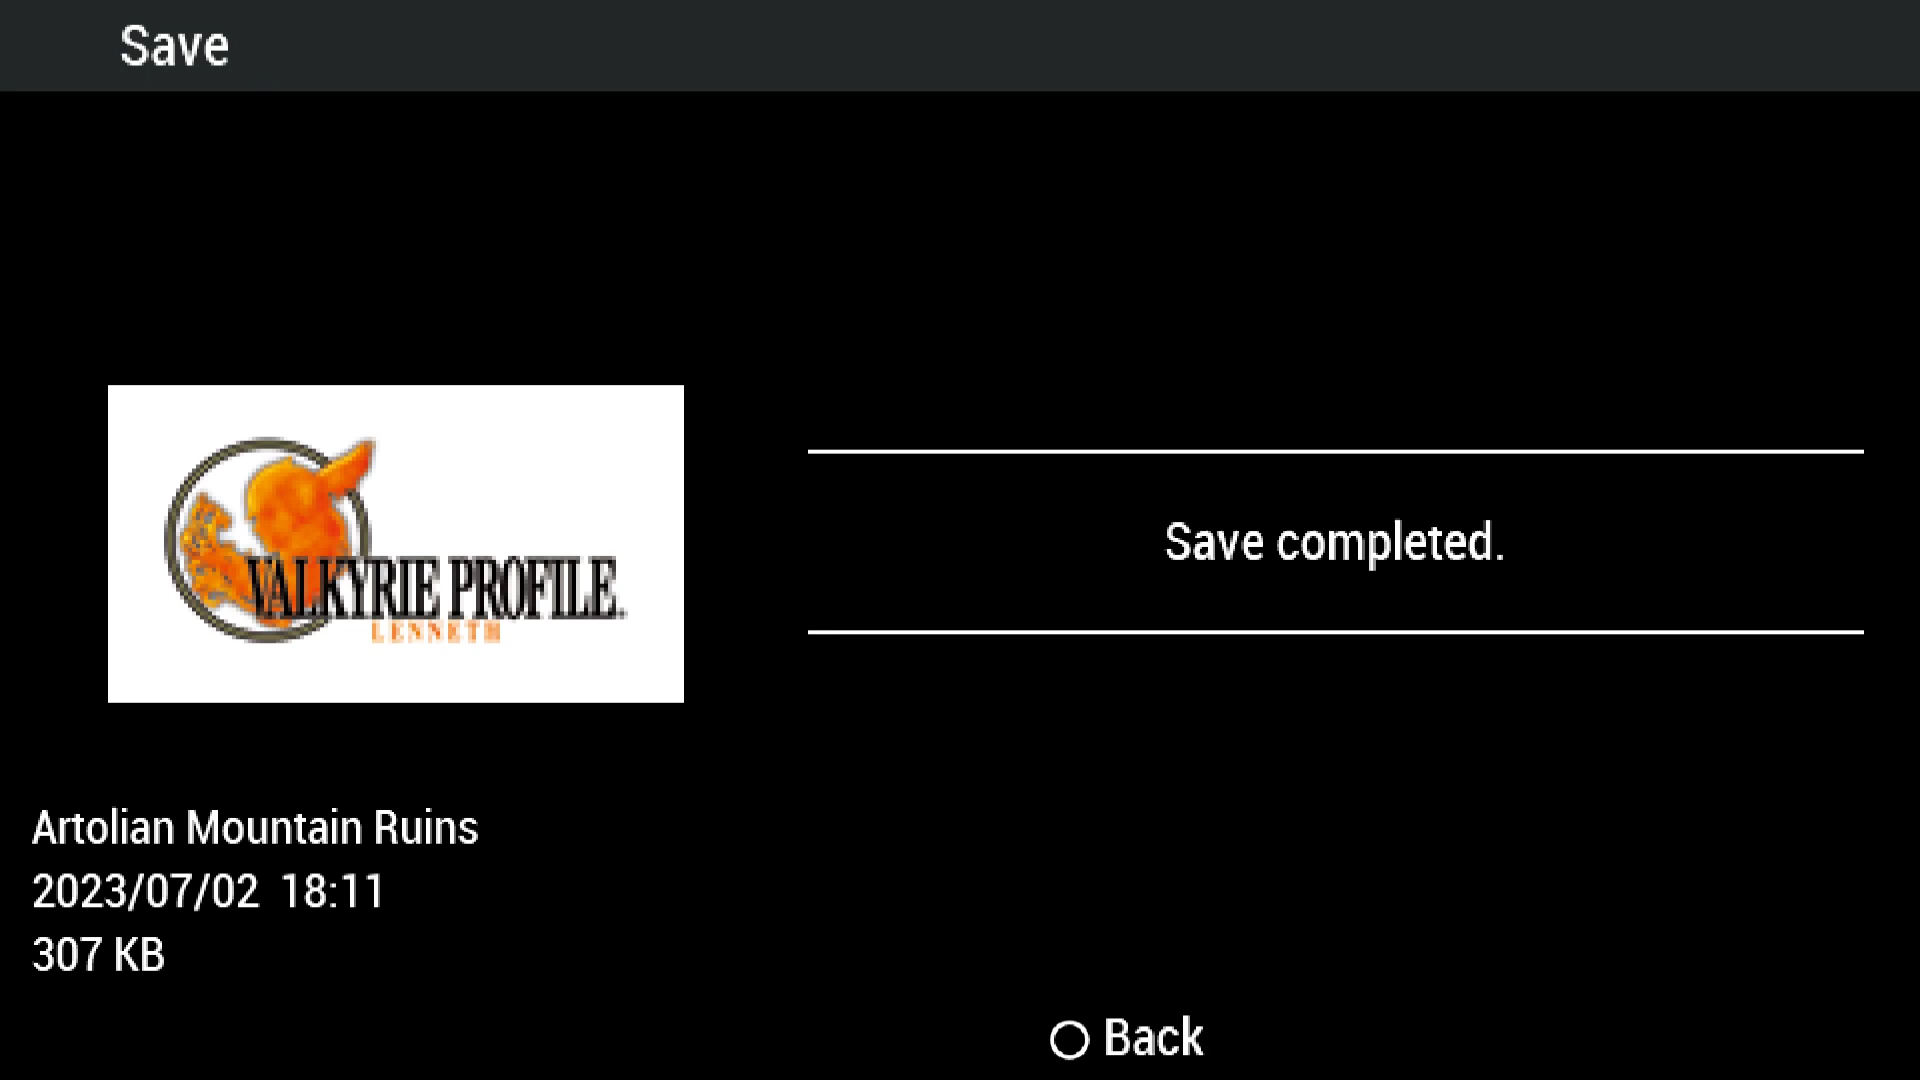 Save
VALKYRIE PROFILE.
LENNETH
Save completed.
Artolian Mountain Ruins
2023/07/02 18:11
307 KB
Back